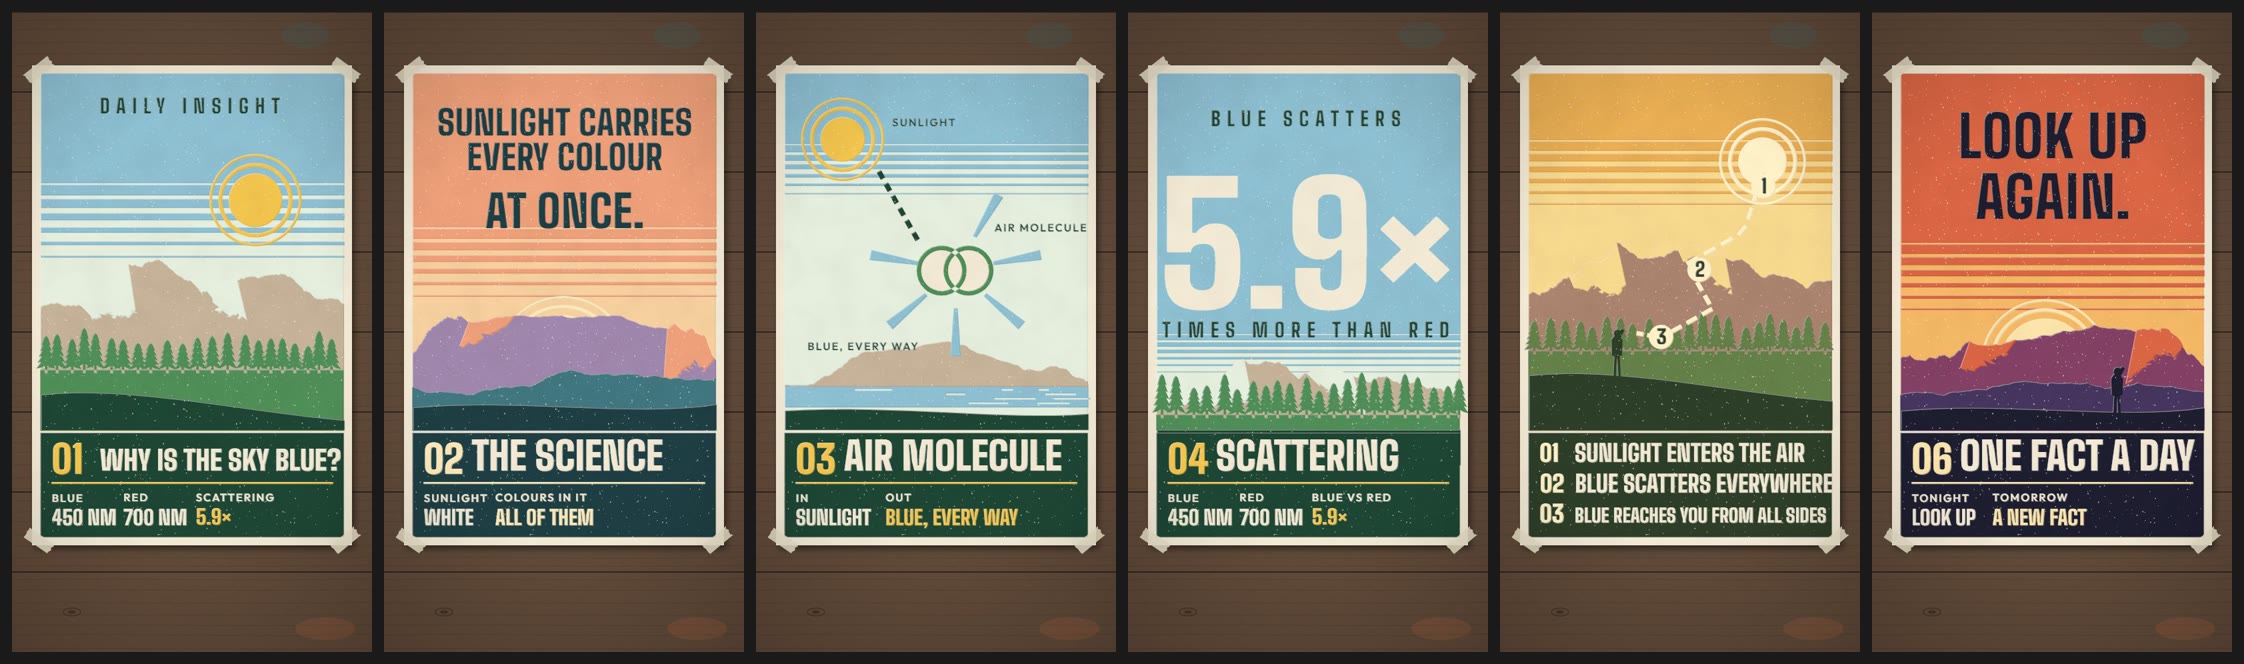 DAILY INSIGHT
01 WHY IS THE SKY BLUE?
BLUE RED SCATTERING
450 NM 700 NM 5.9×
SUNLIGHT CARRIES
EVERY COLOUR
AT ONCE.
02 THE SCIENCE
SUNLIGHT COLOURS IN IT
WHITE ALL OF THEM
SUNLIGHT
AIR MOLECULE
BLUE, EVERY WAY
03 AIR MOLECULE
IN OUT
SUNLIGHT BLUE, EVERY WAY
BLUE SCATTERS
5.9×
TIMES MORE THAN RED
04 SCATTERING
BLUE RED BLUE VS RED
450 NM 700 NM 5.9×
1
2
3
01 SUNLIGHT ENTERS THE AIR
02 BLUE SCATTERS EVERYWHERE
03 BLUE REACHES YOU FROM ALL SIDES
LOOK UP
AGAIN.
06 ONE FACT A DAY
TONIGHT TOMORROW
LOOK UP A NEW FACT